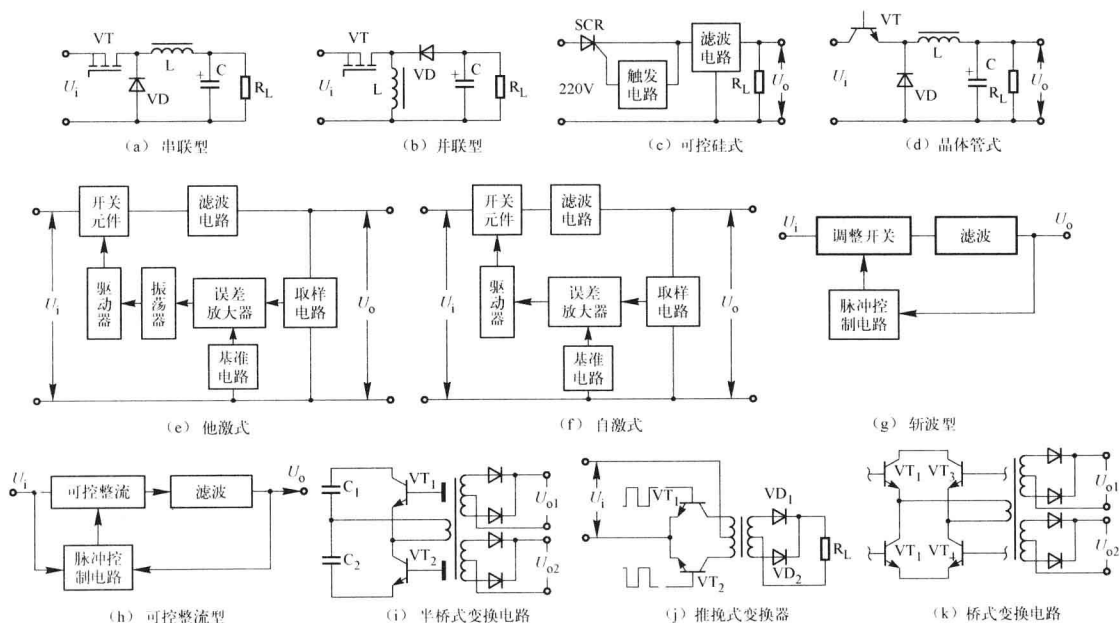 VT
L
C
U_i
VD
R_L
(a) 串联型
VT
VD
L
C
U_i
R_L
(b) 并联型
SCR
220V
触发
电路
滤波
电路
R_L
U_o
(c) 可控硅式
VT
L
C
U_i
VD
R_L
U_o
(d) 晶体管式
开关
元件
滤波
电路
U_i
驱动器
振荡器
误差
放大器
取样
电路
基准
电路
U_o
(e) 他激式
开关
元件
滤波
电路
U_i
驱动器
误差
放大器
取样
电路
基准
电路
U_o
(f) 自激式
U_i
调整开关
滤波
U_o
脉冲控
制电路
(g) 斩波型
U_i
可控整流
滤波
U_o
脉冲控
制电路
(h) 可控整流型
C_1
C_2
VT_1
VT_2
U_o1
U_o2
(i) 半桥式变换电路
U_i
VT_1
VT_2
VD_1
VD_2
R_L
(j) 推挽式变换器
VT_1
VT_3
VT_1
VT_4
U_o1
U_o2
(k) 桥式变换电路